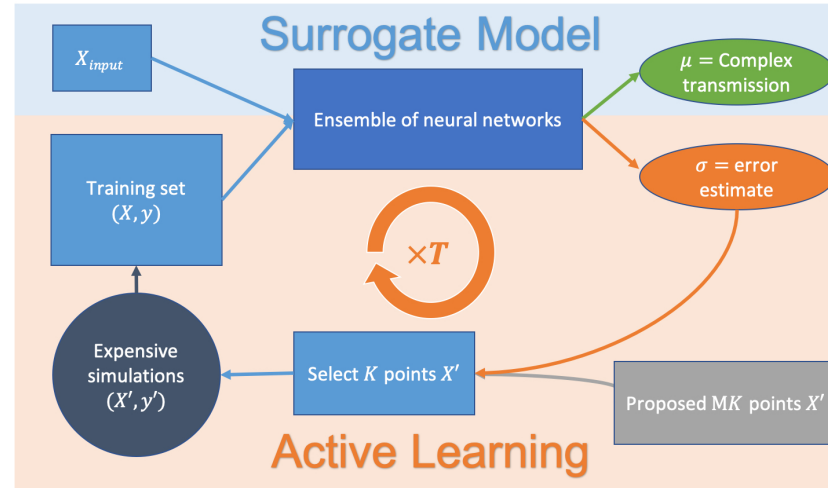 Surrogate Model
X_input
Ensemble of neural networks
μ = Complex
transmission
Training set
(X, y)
σ = error
estimate
×T
Expensive
simulations
(X′, y′)
Select K points X′
Proposed MK points X′
Active Learning